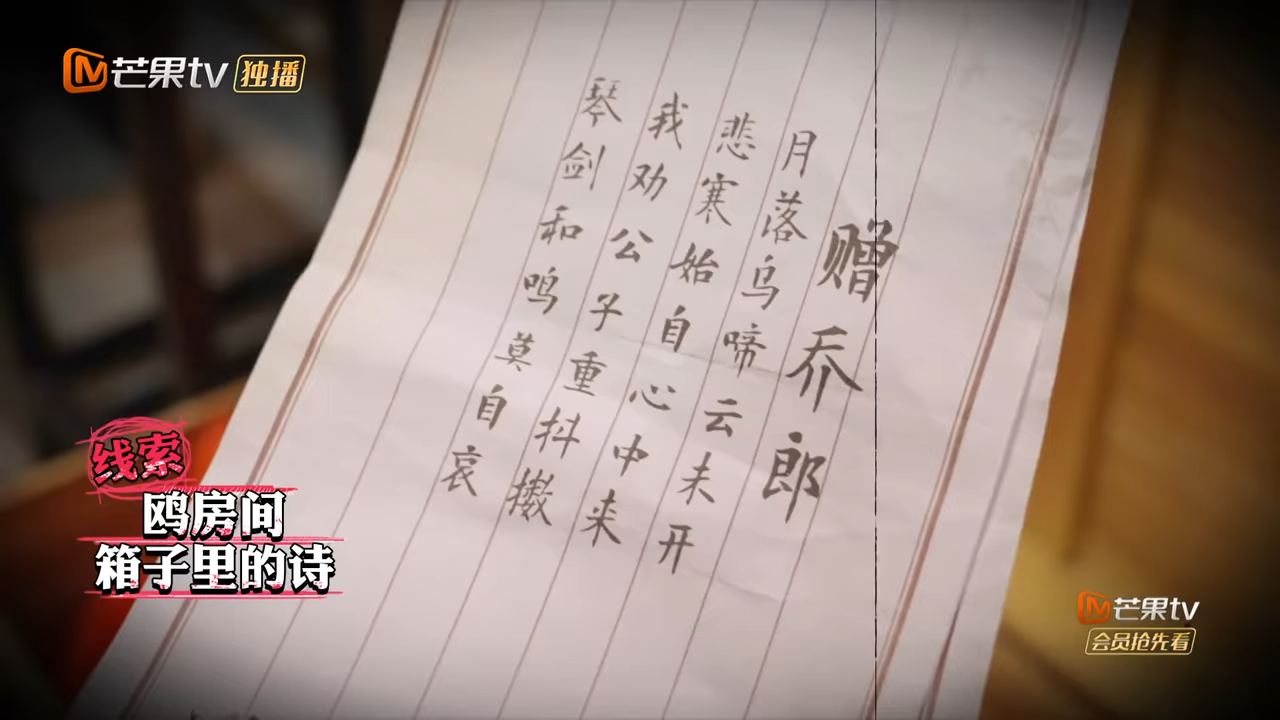 芒果tv 独播
赠乔郎
月落乌啼云未开
悲寒始自心中来
我劝公子重抖擞
琴剑和鸣莫自哀
线索
鸥房间
箱子里的诗
芒果tv
会员抢先看